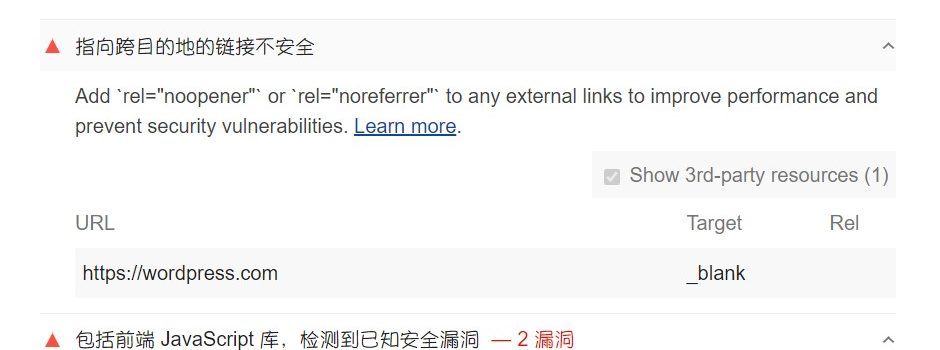 指向跨目的地的链接不安全
Add `rel="noopener"` or `rel="noreferrer"` to any external links to improve performance and
prevent security vulnerabilities. Learn more.
Show 3rd-party resources (1)
URL Target Rel
https://wordpress.com _blank
包括前端 JavaScript 库，检测到已知安全漏洞 — 2 漏洞